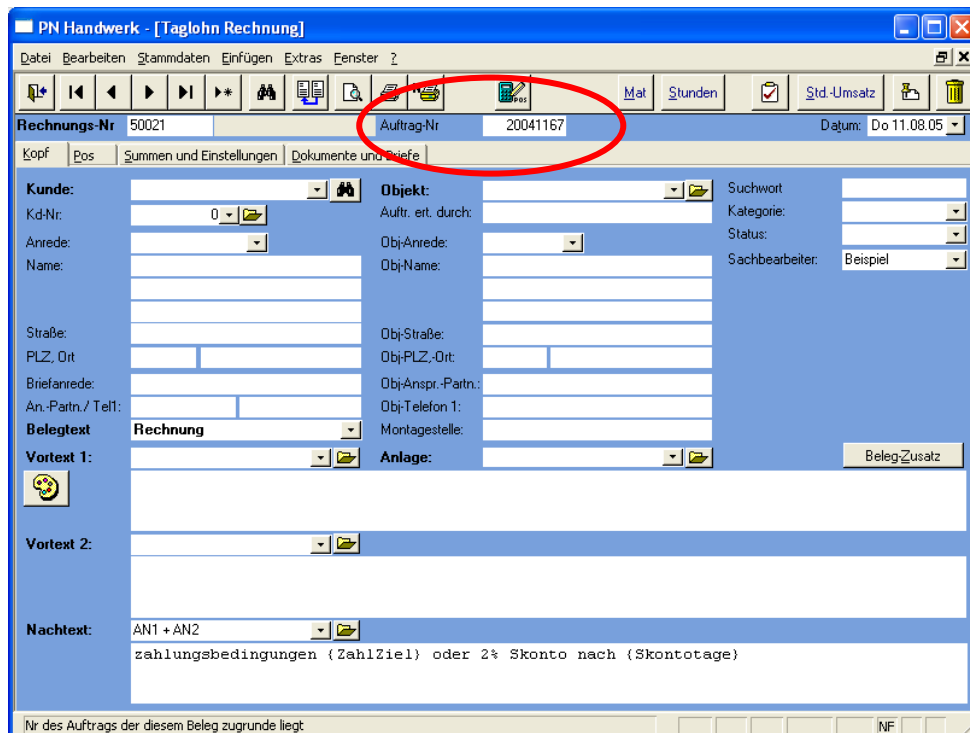 PN Handwerk - [Taglohn Rechnung]
Datei Bearbeiten Stammdaten Einfügen Extras Fenster ?
Mat Stunden Std.-Umsatz
Rechnungs-Nr 50021 Auftrag-Nr 20041167 Datum: Do 11.08.05
Kopf Pos Summen und Einstellungen Dokumente und Briefe
Kunde: Objekt: Suchwort
Kd-Nr: 0 Auftr. ert. durch: Kategorie:
Anrede: Obj-Anrede: Status:
Name: Obj-Name: Sachbearbeiter: Beispiel
Straße: Obj-Straße:
PLZ, Ort Obj-PLZ,-Ort:
Briefanrede: Obj-Anspr.-Partn.:
An.-Partn./ Tel1: Obj-Telefon 1:
Belegtext Rechnung Montagestelle:
Vortext 1: Anlage: Beleg-Zusatz
Vortext 2:
Nachtext: AN1 + AN2
zahlungsbedingungen {ZahlZiel} oder 2% Skonto nach {Skontotage}
Nr des Auftrags der diesem Beleg zugrunde liegt NF